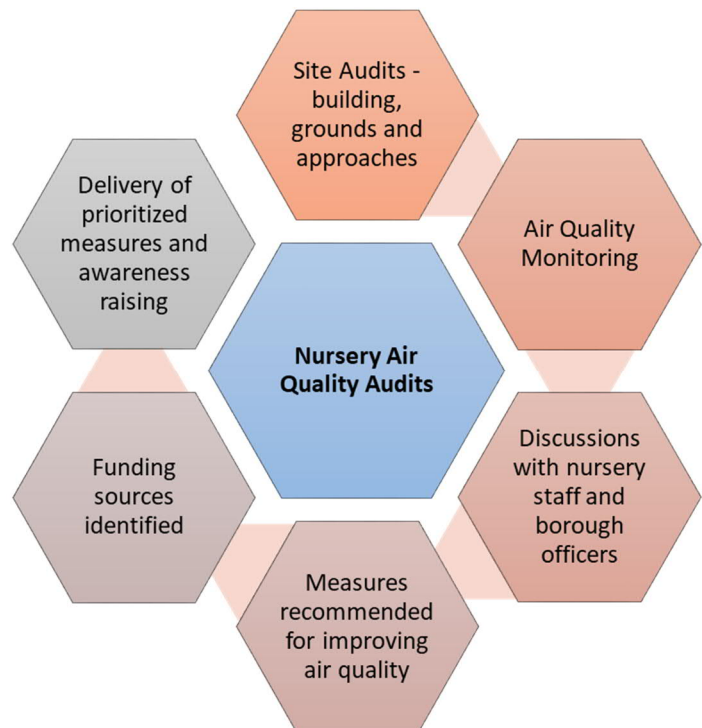 Site Audits -
building,
grounds and
approaches
Air Quality
Monitoring
Discussions
with nursery
staff and
borough
officers
Measures
recommended
for improving
air quality
Funding
sources
identified
Delivery of
prioritized
measures and
awareness
raising
Nursery Air
Quality Audits